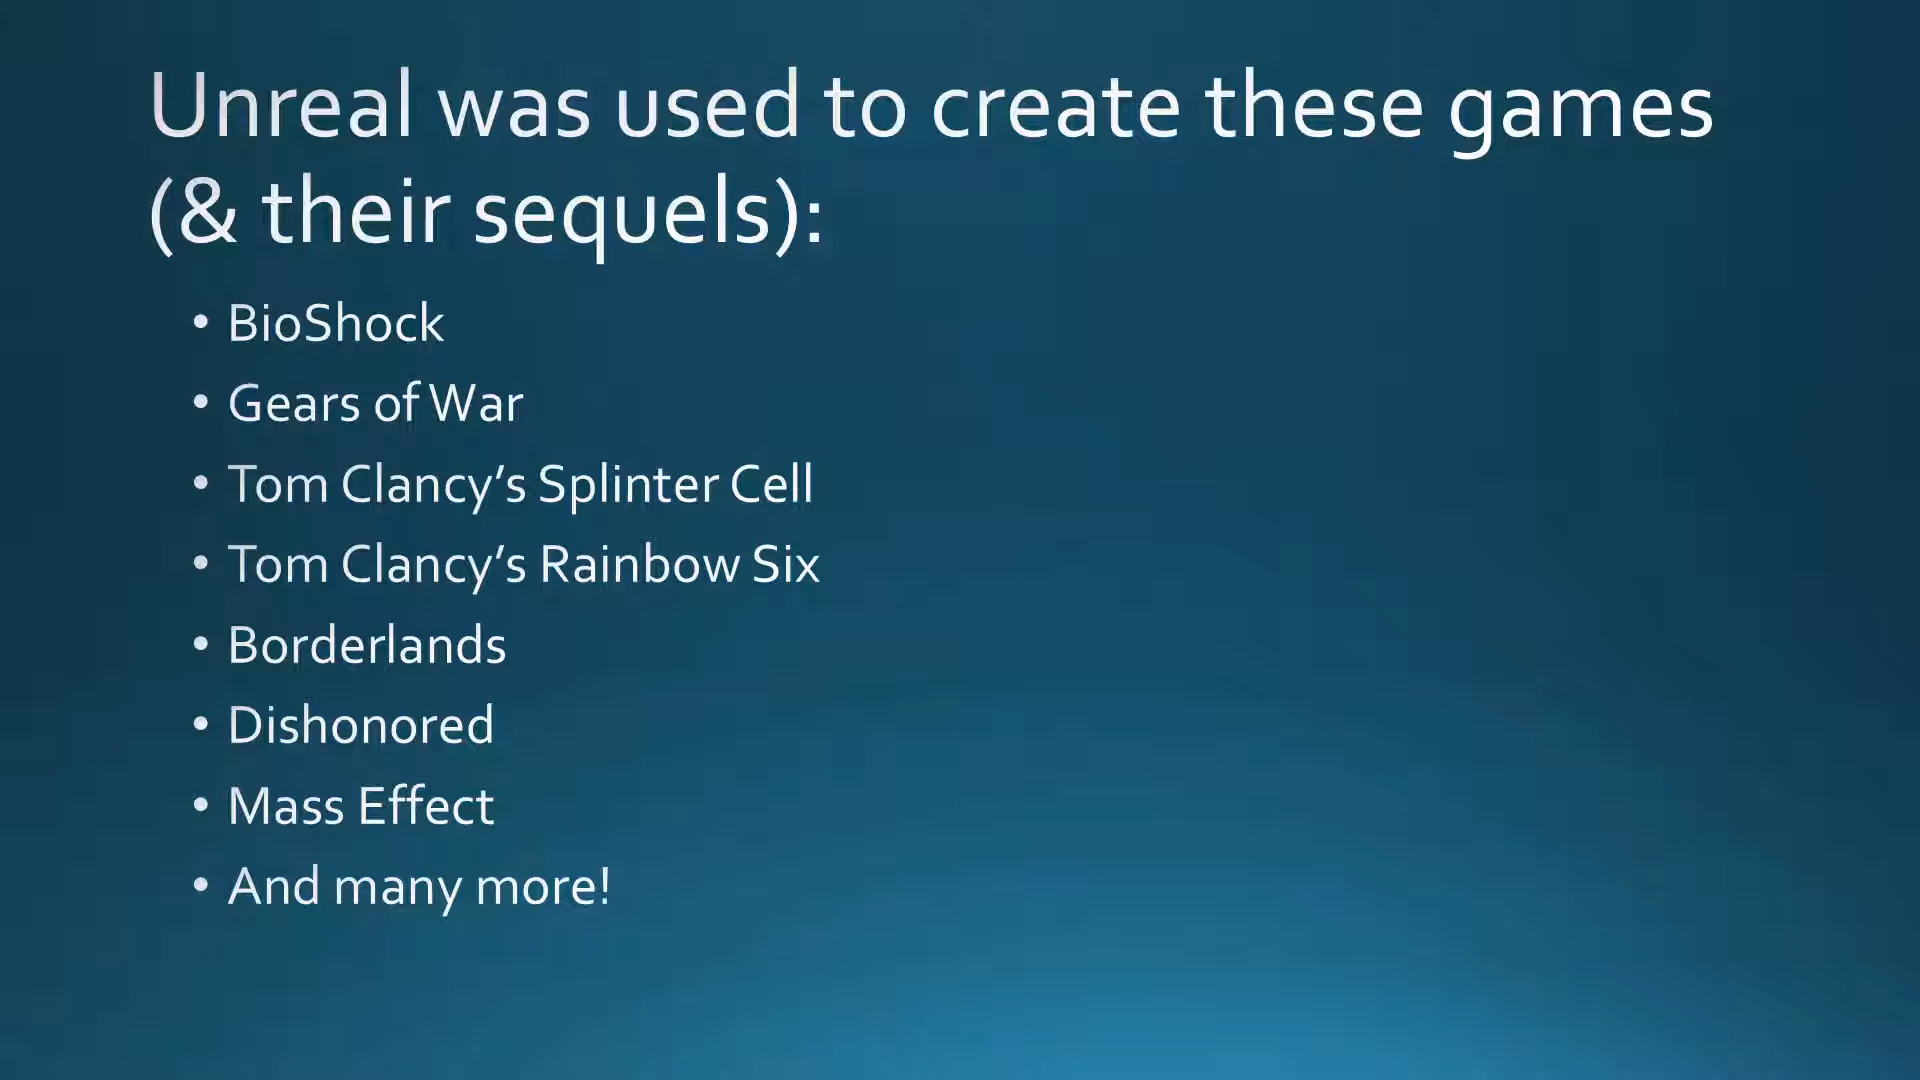 Unreal was used to create these games
(& their sequels):
• BioShock
• Gears of War
• Tom Clancy’s Splinter Cell
• Tom Clancy’s Rainbow Six
• Borderlands
• Dishonored
• Mass Effect
• And many more!